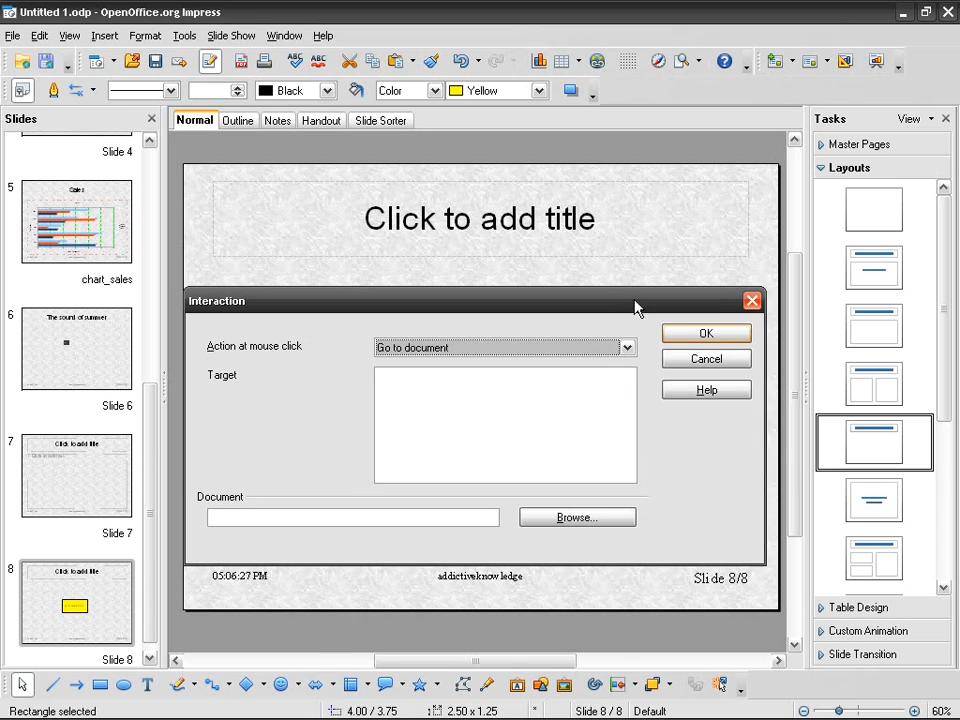 Untitled 1.odp - OpenOffice.org Impress
File Edit View Insert Format Tools Slide Show Window Help
Black Color Yellow
Slides
Normal Outline Notes Handout Slide Sorter
Tasks View
Master Pages
Layouts
Slide 4
5
Sales
chart_sales
6
The sound of summer
Slide 6
7
Click to add title
Slide 7
8
Click to add title
Slide 8
Click to add title
Interaction
Action at mouse click
Go to document
Target
OK
Cancel
Help
Document
Browse...
05:06:27 PM
addictiveknowledge
Slide 8/8
Table Design
Custom Animation
Slide Transition
Rectangle selected
4.00 / 3.75
2.50 x 1.25
*
Slide 8 / 8
Default
60%